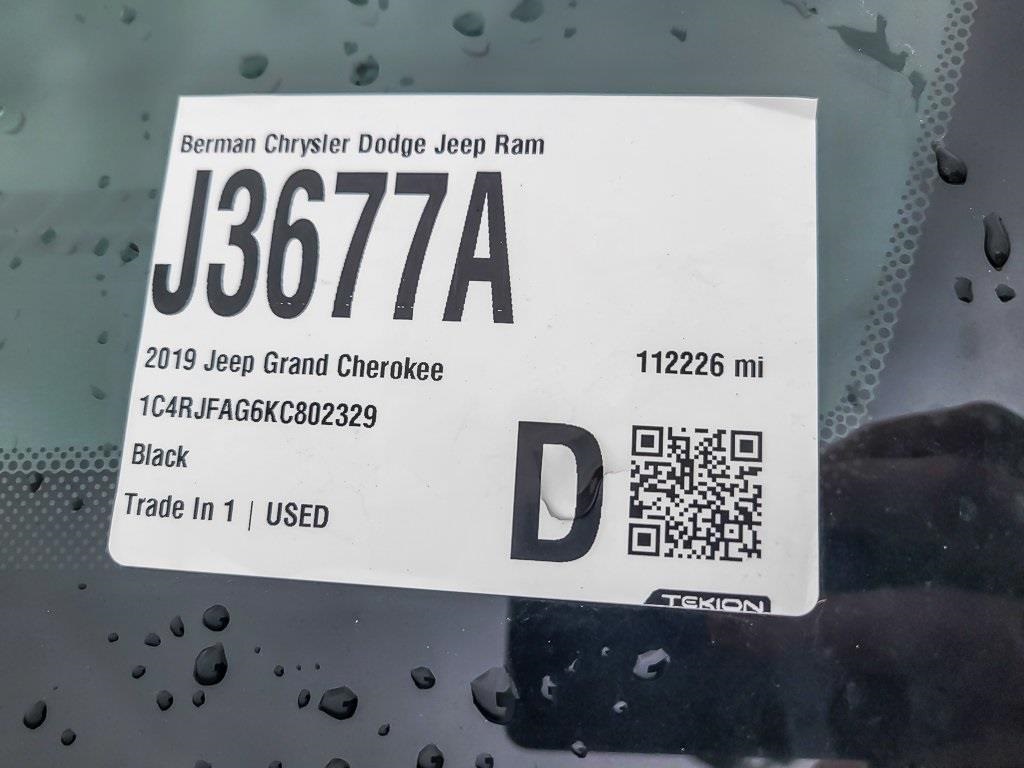 Berman Chrysler Dodge Jeep Ram
J3677A
2019 Jeep Grand Cherokee
112226 mi
1C4RJFAG6KC802329
Black
Trade In 1 | USED
D
TEKION